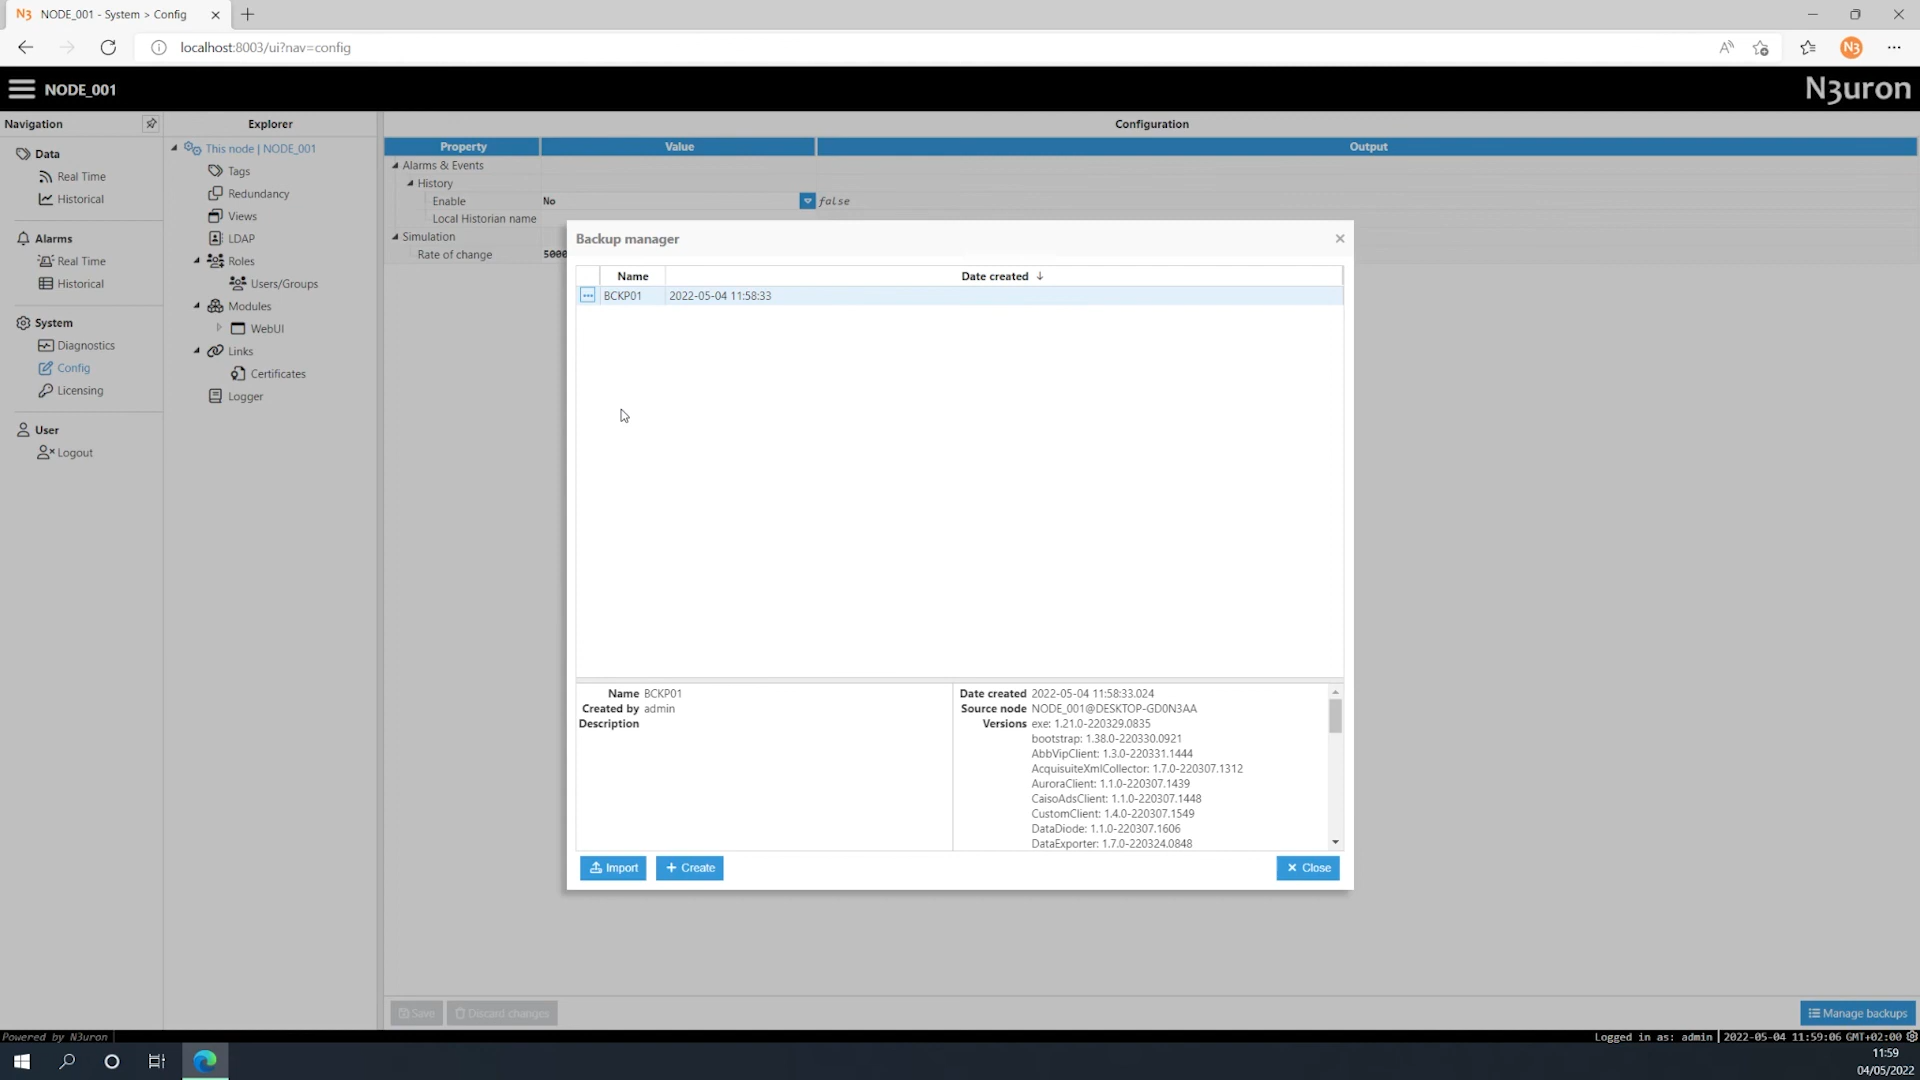 N3 NODE_001 - System > Config
localhost:8003/ui?nav=config
N3
NODE_001
N3uron
Navigation
Explorer
Configuration
Data
Real Time
Historical
Alarms
Real Time
Historical
System
Diagnostics
Config
Licensing
User
Logout
This node | NODE_001
Tags
Redundancy
Views
LDAP
Roles
Users/Groups
Modules
WebUI
Links
Certificates
Logger
Property Value Output
Alarms & Events
History
Enable No false
Local Historian name
Simulation
Rate of change 5000
Backup manager
Name Date created
BCKP01 2022-05-04 11:58:33
Name BCKP01
Created by admin
Description
Date created 2022-05-04 11:58:33.024
Source node NODE_001@DESKTOP-GD0N3AA
Versions exe: 1.21.0-220329.0835
bootstrap: 1.38.0-220330.0921
AbbVipClient: 1.3.0-220331.1444
AcquisuiteXmlCollector: 1.7.0-220307.1312
AuroraClient: 1.1.0-220307.1439
CaisoAdsClient: 1.1.0-220307.1448
CustomClient: 1.4.0-220307.1549
DataDiode: 1.1.0-220307.1606
DataExporter: 1.7.0-220324.0848
Import Create Close
Save Discard changes Manage backups
Powered by N3uron
Logged in as: admin 2022-05-04 11:59:06 GMT+02:00
11:59
04/05/2022